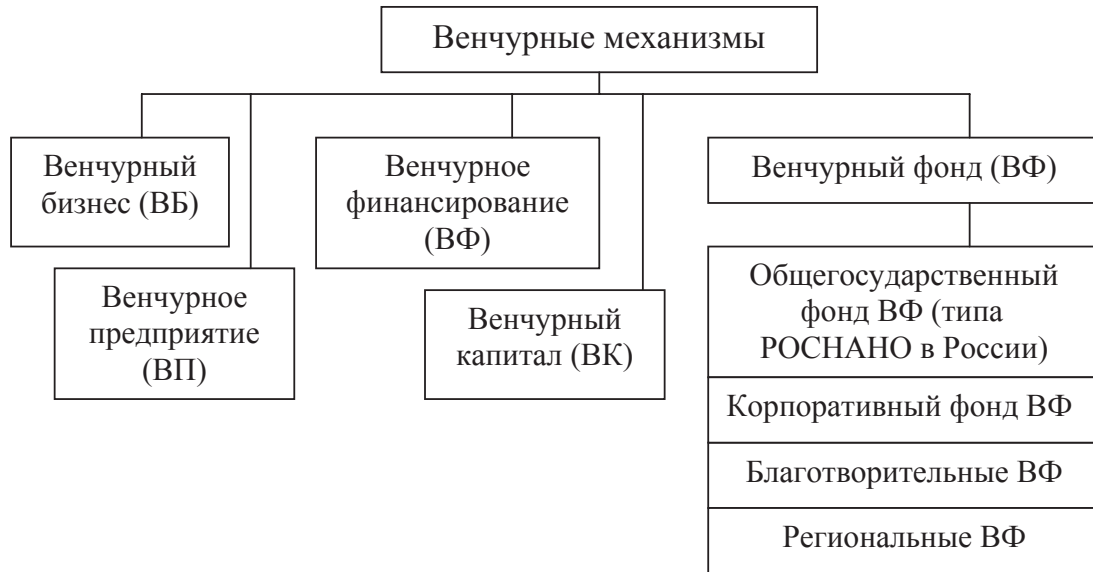 Венчурные механизмы
Венчурный
бизнес (ВБ)
Венчурное
предприятие
(ВП)
Венчурное
финансирование
(ВФ)
Венчурный
капитал (ВК)
Венчурный фонд (ВФ)
Общегосударственный
фонд ВФ (типа
РОСНАНО в России)
Корпоративный фонд ВФ
Благотворительные ВФ
Региональные ВФ